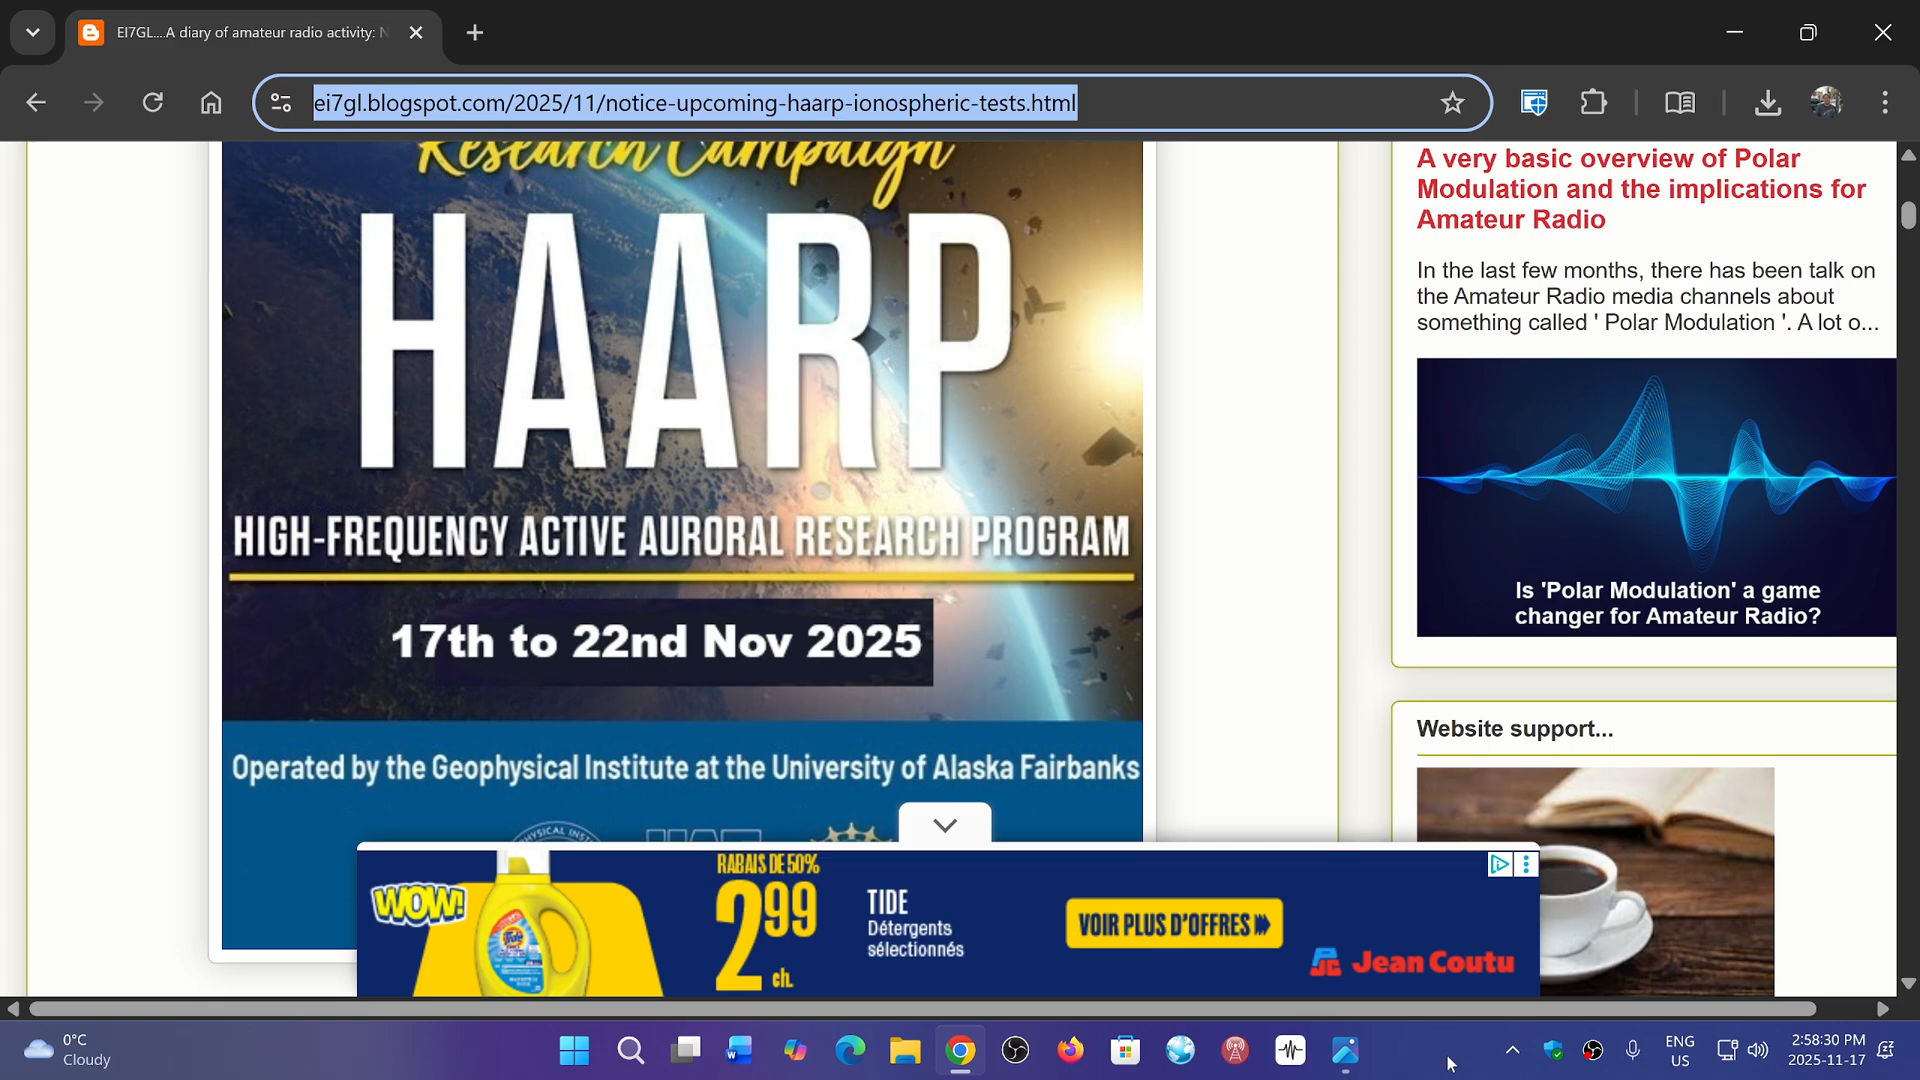 EI7GL....A diary of amateur radio activity: N
ei7gl.blogspot.com/2025/11/notice-upcoming-haarp-ionospheric-tests.html
Research Campaign
HAARP
HIGH-FREQUENCY ACTIVE AURORAL RESEARCH PROGRAM
17th to 22nd Nov 2025
Operated by the Geophysical Institute at the University of Alaska Fairbanks
A very basic overview of Polar
Modulation and the implications for
Amateur Radio
In the last few months, there has been talk on
the Amateur Radio media channels about
something called ' Polar Modulation '. A lot o...
Is 'Polar Modulation' a game
changer for Amateur Radio?
Website support...
WOW!
Tide
RABAIS DE 50%
2 99
ch.
TIDE
Détergents
sélectionnés
VOIR PLUS D'OFFRES
Jean Coutu
0°C
Cloudy
ENG
US
2:58:30 PM
2025-11-17